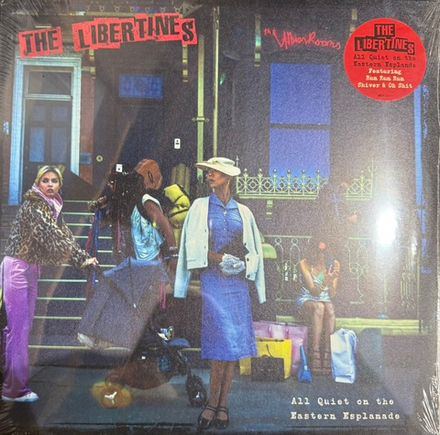 THE LIBERTINES
The Albion Rooms
THE
LIBERTINES
All Quiet on the
Eastern Esplanade
Featuring
Run Run Run
Shiver & Oh Shit
All Quiet on the
Eastern Esplanade